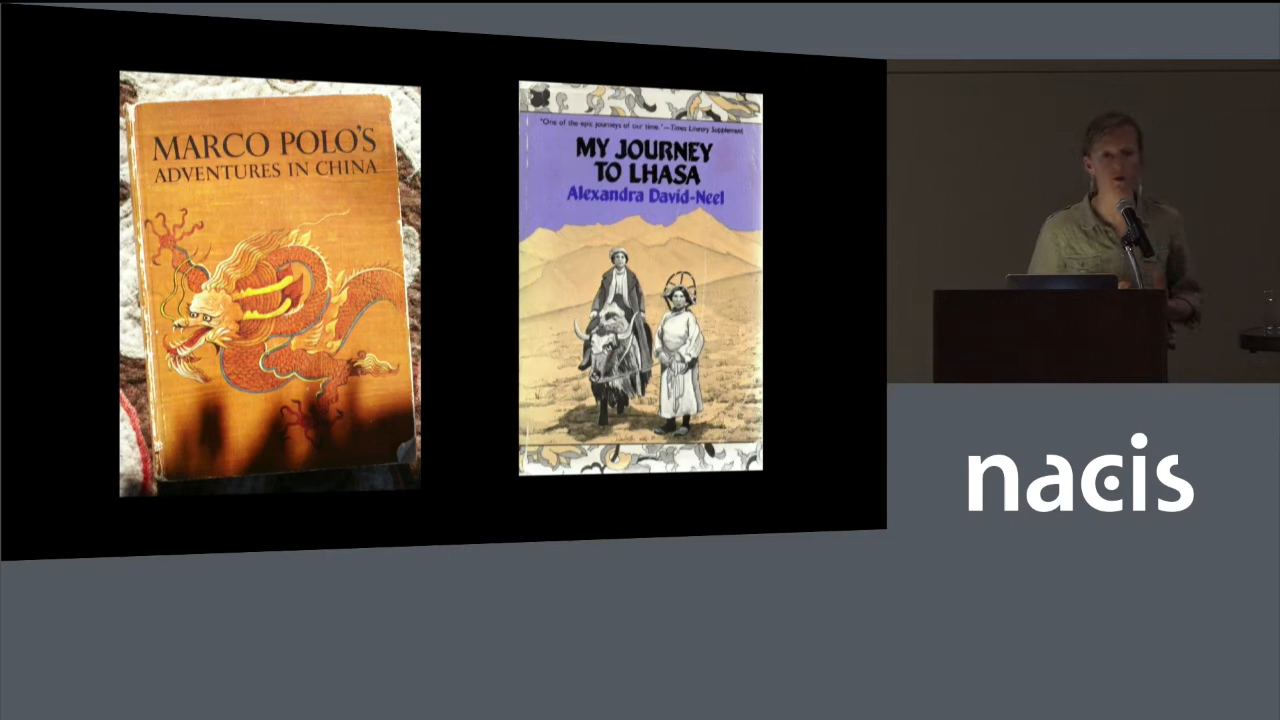 MARCO POLO'S
ADVENTURES IN CHINA
"One of the epic journeys of our time."—Times Literary Supplement
MY JOURNEY
TO LHASA
Alexandra David-Neel
nacis